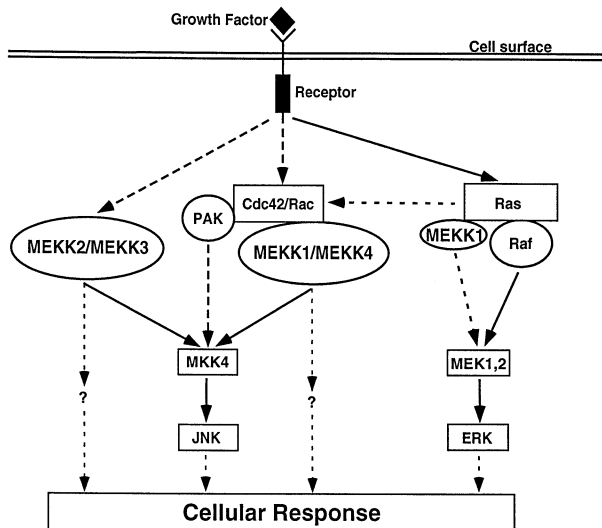 Growth Factor
Cell surface
Receptor
PAK
Cdc42/Rac
Ras
MEKK2/MEKK3
MEKK1/MEKK4
MEKK1
Raf
MKK4
MEK1,2
?
?
JNK
ERK
Cellular Response